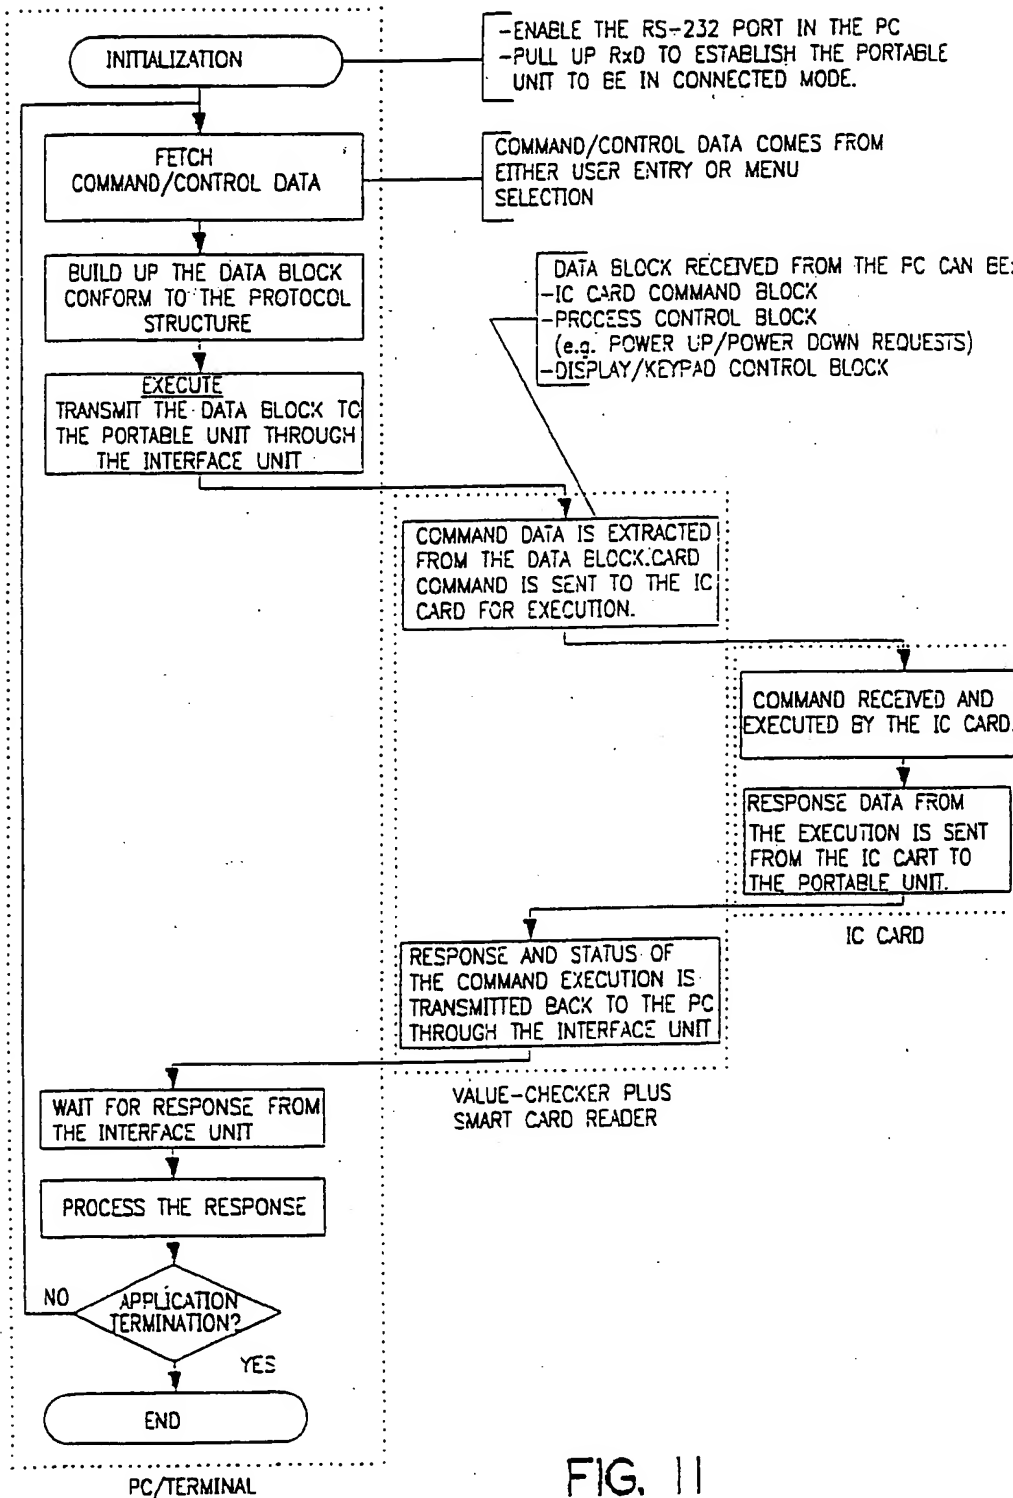 INITIALIZATION
-ENABLE THE RS-232 PORT IN THE PC
-PULL UP RxD TO ESTABLISH THE PORTABLE
UNIT TO BE IN CONNECTED MODE.
FETCH
COMMAND/CONTROL DATA
COMMAND/CONTROL DATA COMES FROM
EITHER USER ENTRY OR MENU
SELECTION
BUILD UP THE DATA BLOCK
CONFORM TO THE PROTOCOL
STRUCTURE
DATA BLOCK RECEIVED FROM THE PC CAN BE:
-IC CARD COMMAND BLOCK
-PROCESS CONTROL BLOCK
(e.g. POWER UP/POWER DOWN REQUESTS)
-DISPLAY/KEYPAD CONTROL BLOCK
EXECUTE
TRANSMIT THE DATA BLOCK TO
THE PORTABLE UNIT THROUGH
THE INTERFACE UNIT
COMMAND DATA IS EXTRACTED
FROM THE DATA BLOCK.CARD
COMMAND IS SENT TO THE IC
CARD FOR EXECUTION.
COMMAND RECEIVED AND
EXECUTED BY THE IC CARD.
RESPONSE DATA FROM
THE EXECUTION IS SENT
FROM THE IC CART TO
THE PORTABLE UNIT.
IC CARD
RESPONSE AND STATUS OF
THE COMMAND EXECUTION IS
TRANSMITTED BACK TO THE PC
THROUGH THE INTERFACE UNIT
VALUE-CHECKER PLUS
SMART CARD READER
WAIT FOR RESPONSE FROM
THE INTERFACE UNIT
PROCESS THE RESPONSE
NO
APPLICATION
TERMINATION?
YES
END
PC/TERMINAL
FIG. 11